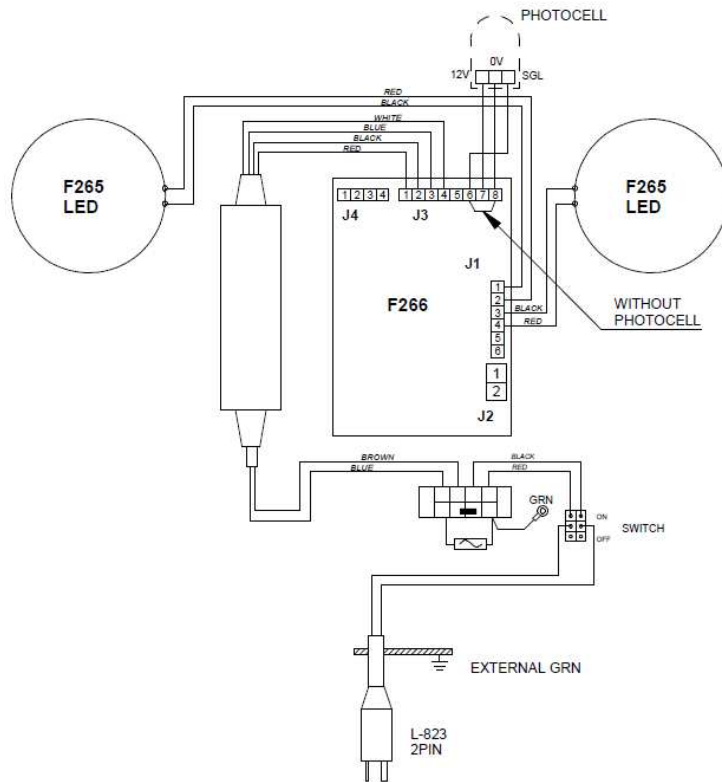 PHOTOCELL
0V
12V
SGL
RED
BLACK
WHITE
BLUE
BLACK
RED
F265
LED
F265
LED
1 2 3 4
1 2 3 4 5 6 7 8
J4
J3
J1
F266
1
2
3
4
5
6
BLACK
RED
WITHOUT
PHOTOCELL
1
2
J2
BROWN
BLUE
BLACK
RED
GRN
ON
OFF
SWITCH
EXTERNAL GRN
L-823
2PIN